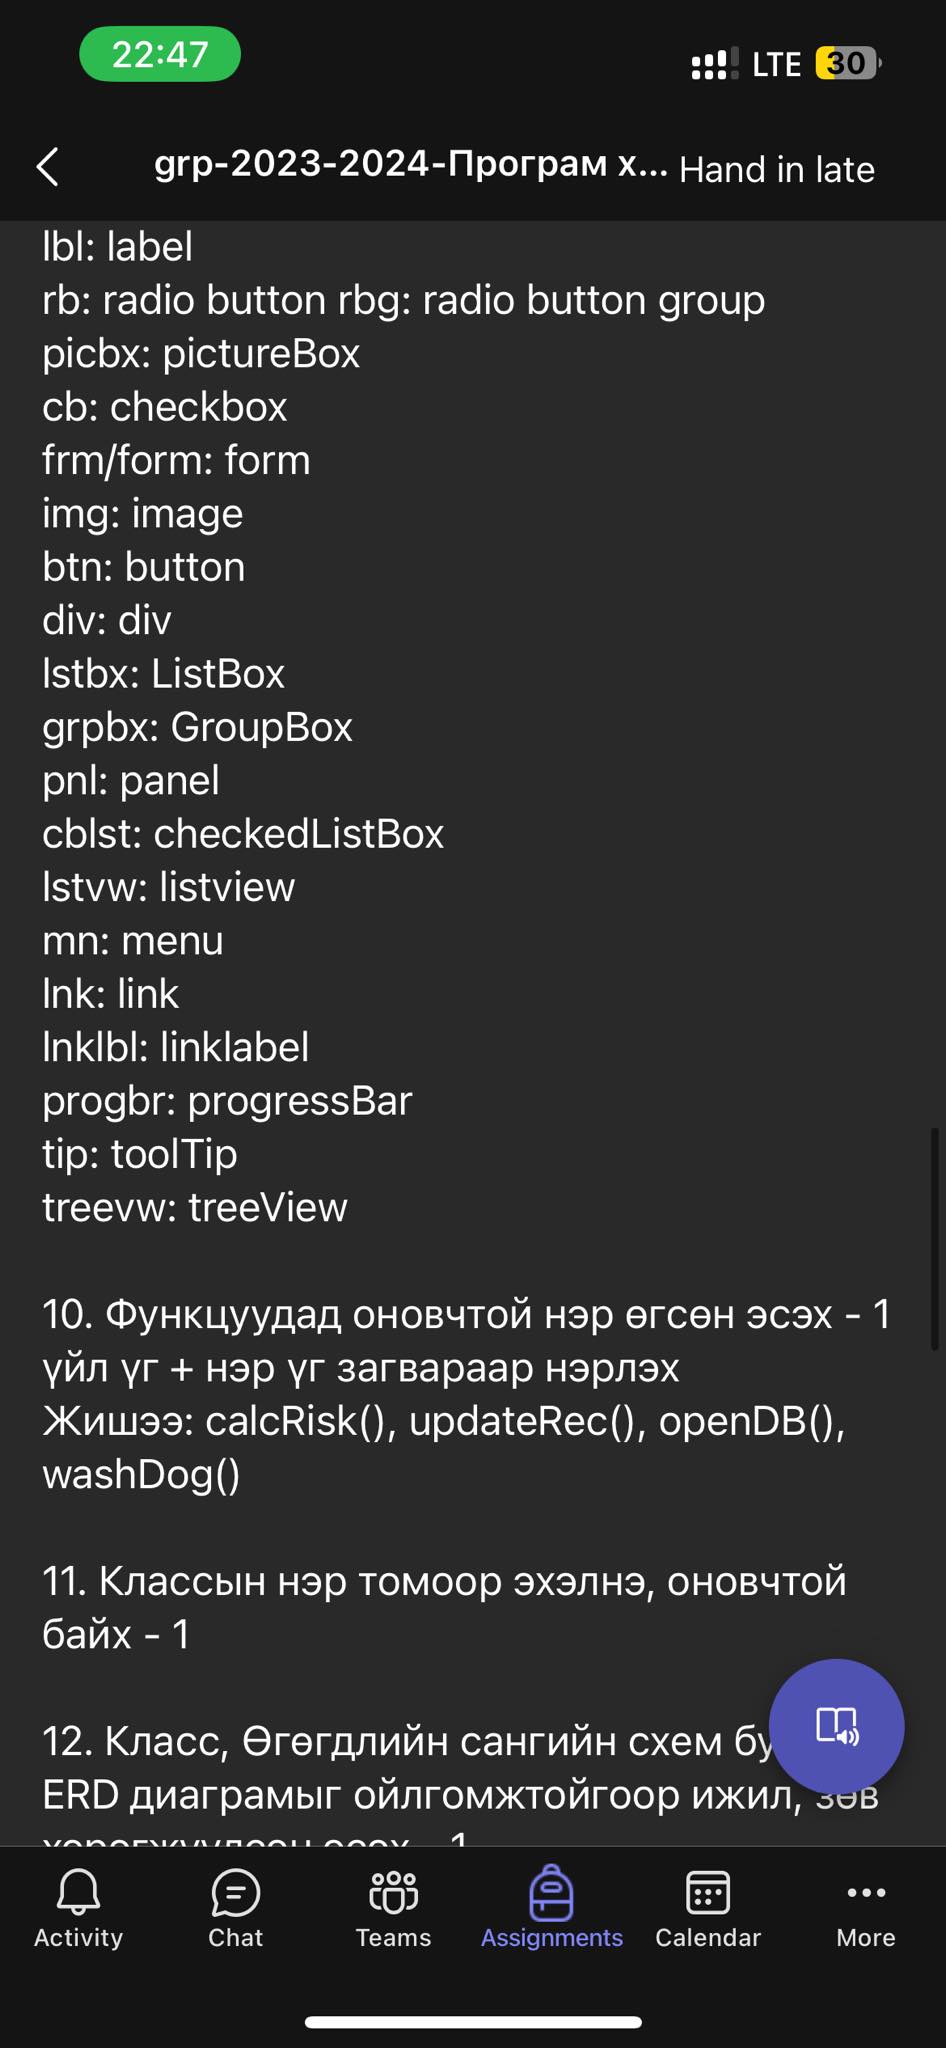 22:47
LTE 30
grp-2023-2024-Програм х... Hand in late
lbl: label
rb: radio button rbg: radio button group
picbx: pictureBox
cb: checkbox
frm/form: form
img: image
btn: button
div: div
lstbx: ListBox
grpbx: GroupBox
pnl: panel
cblst: checkedListBox
lstvw: listview
mn: menu
lnk: link
lnklbl: linklabel
progbr: progressBar
tip: toolTip
treevw: treeView
10. Функцуудад оновчтой нэр өгсөн эсэх - 1
үйл үг + нэр үг загвараар нэрлэх
Жишээ: calcRisk(), updateRec(), openDB(),
washDog()
11. Классын нэр томоор эхэлнэ, оновчтой
байх - 1
12. Класс, Өгөгдлийн сангийн схем бу
ERD диаграмыг ойлгомжтойгоор ижил, зөв
Activity Chat Teams Assignments Calendar More